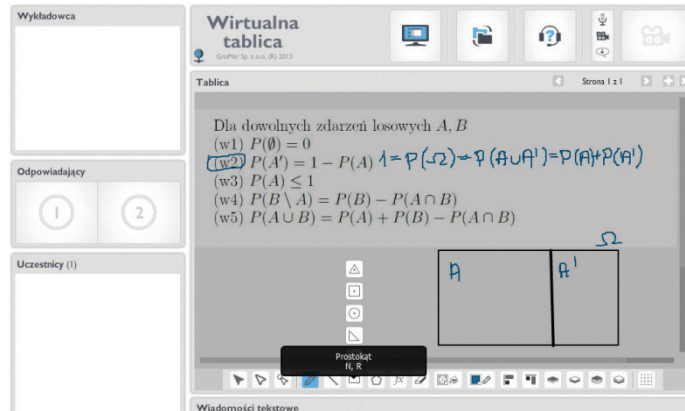 Wykładowca
Wirtualna
tablica
GroMar Sp. z o.o. (R) 2013
Tablica
Strona 1 z 1
Dla dowolnych zdarzeń losowych A, B
(w1) P(∅) = 0
(w2) P(A') = 1 − P(A) 1=P(Ω)=P(A∪A')=P(A)+P(A')
(w3) P(A) ≤ 1
(w4) P(B \ A) = P(B) − P(A ∩ B)
(w5) P(A ∪ B) = P(A) + P(B) − P(A ∩ B)
Odpowiadający
1 2
Uczestnicy (1)
Ω
A A'
Prostokąt
N, R
fx
Wiadomości tekstowe